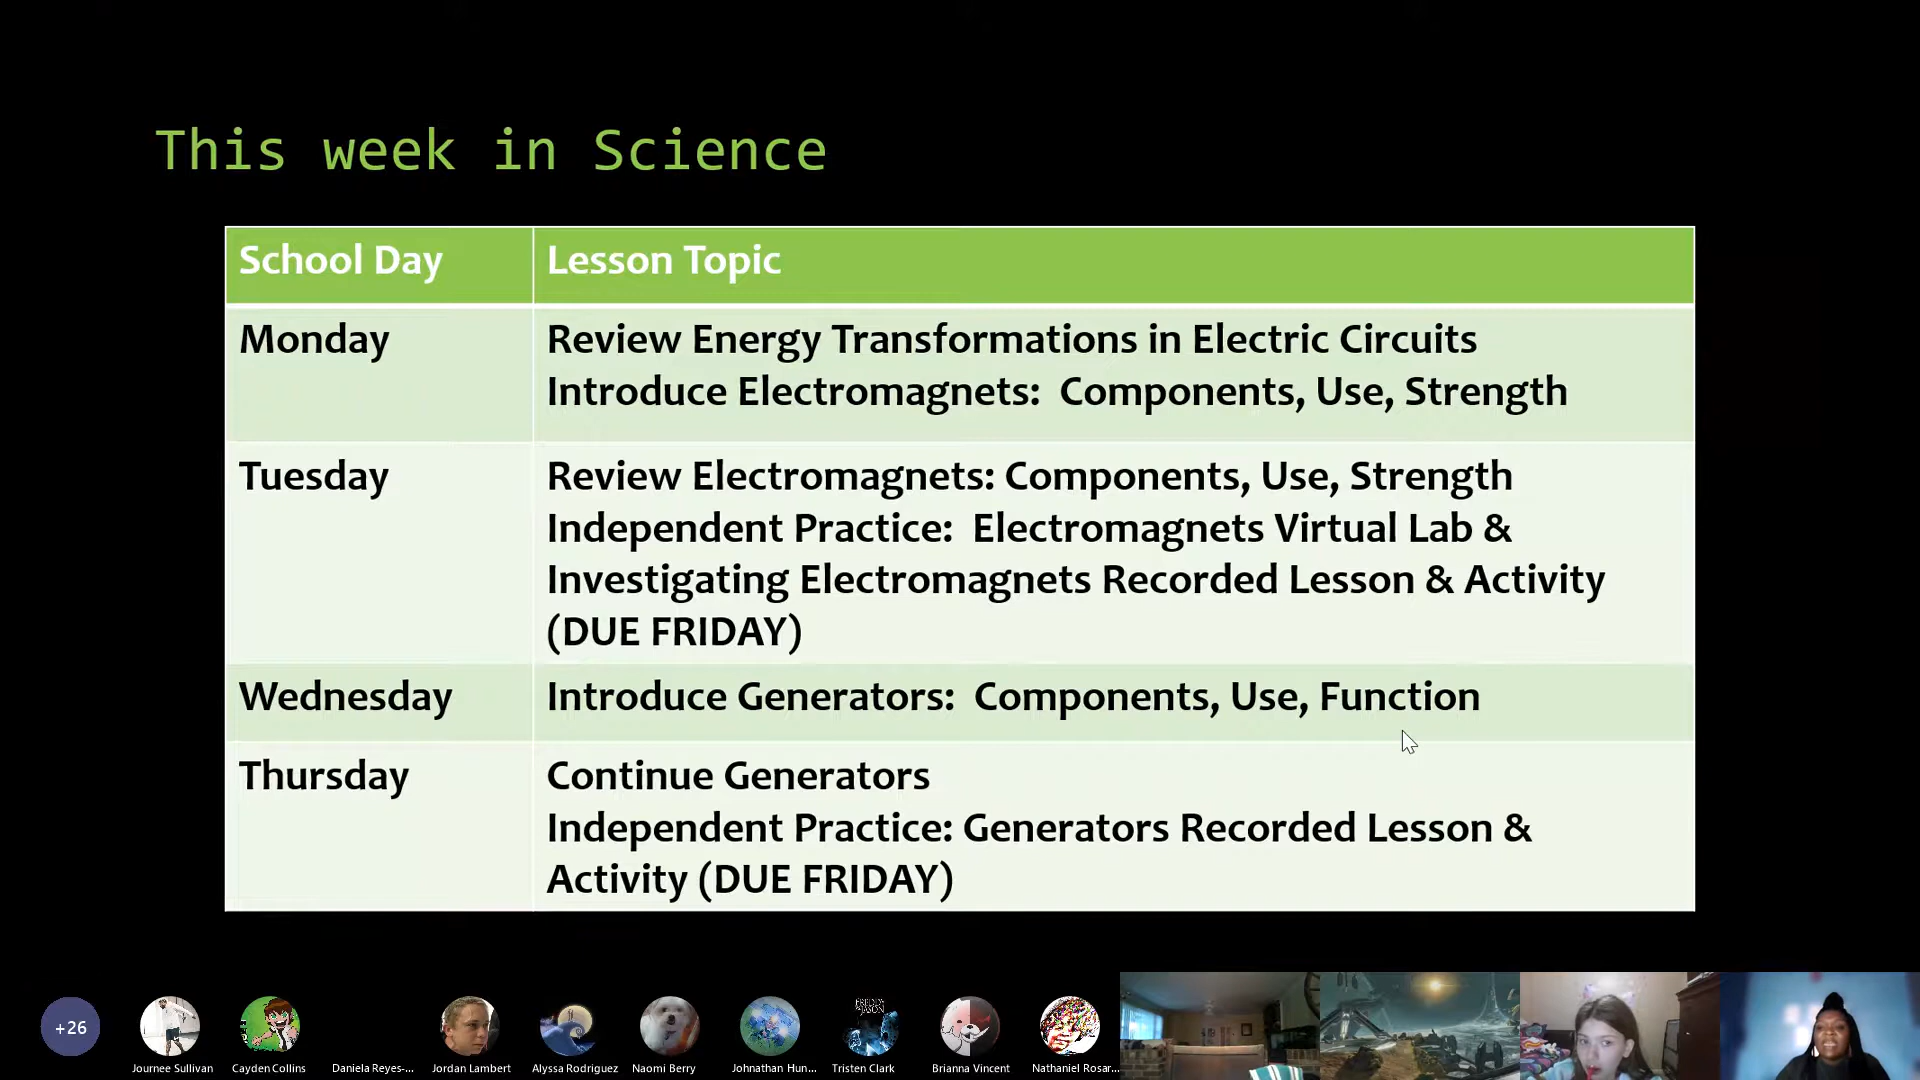 This week in Science
School Day
Lesson Topic
Monday
Review Energy Transformations in Electric Circuits
Introduce Electromagnets:  Components, Use, Strength
Tuesday
Review Electromagnets: Components, Use, Strength
Independent Practice:  Electromagnets Virtual Lab &
Investigating Electromagnets Recorded Lesson & Activity
(DUE FRIDAY)
Wednesday
Introduce Generators:  Components, Use, Function
Thursday
Continue Generators
Independent Practice: Generators Recorded Lesson &
Activity (DUE FRIDAY)
+26
FREDDY
JASON
Journee Sullivan
Cayden Collins
Daniela Reyes-...
Jordan Lambert
Alyssa Rodriguez
Naomi Berry
Johnathan Hun...
Tristen Clark
Brianna Vincent
Nathaniel Rosar...